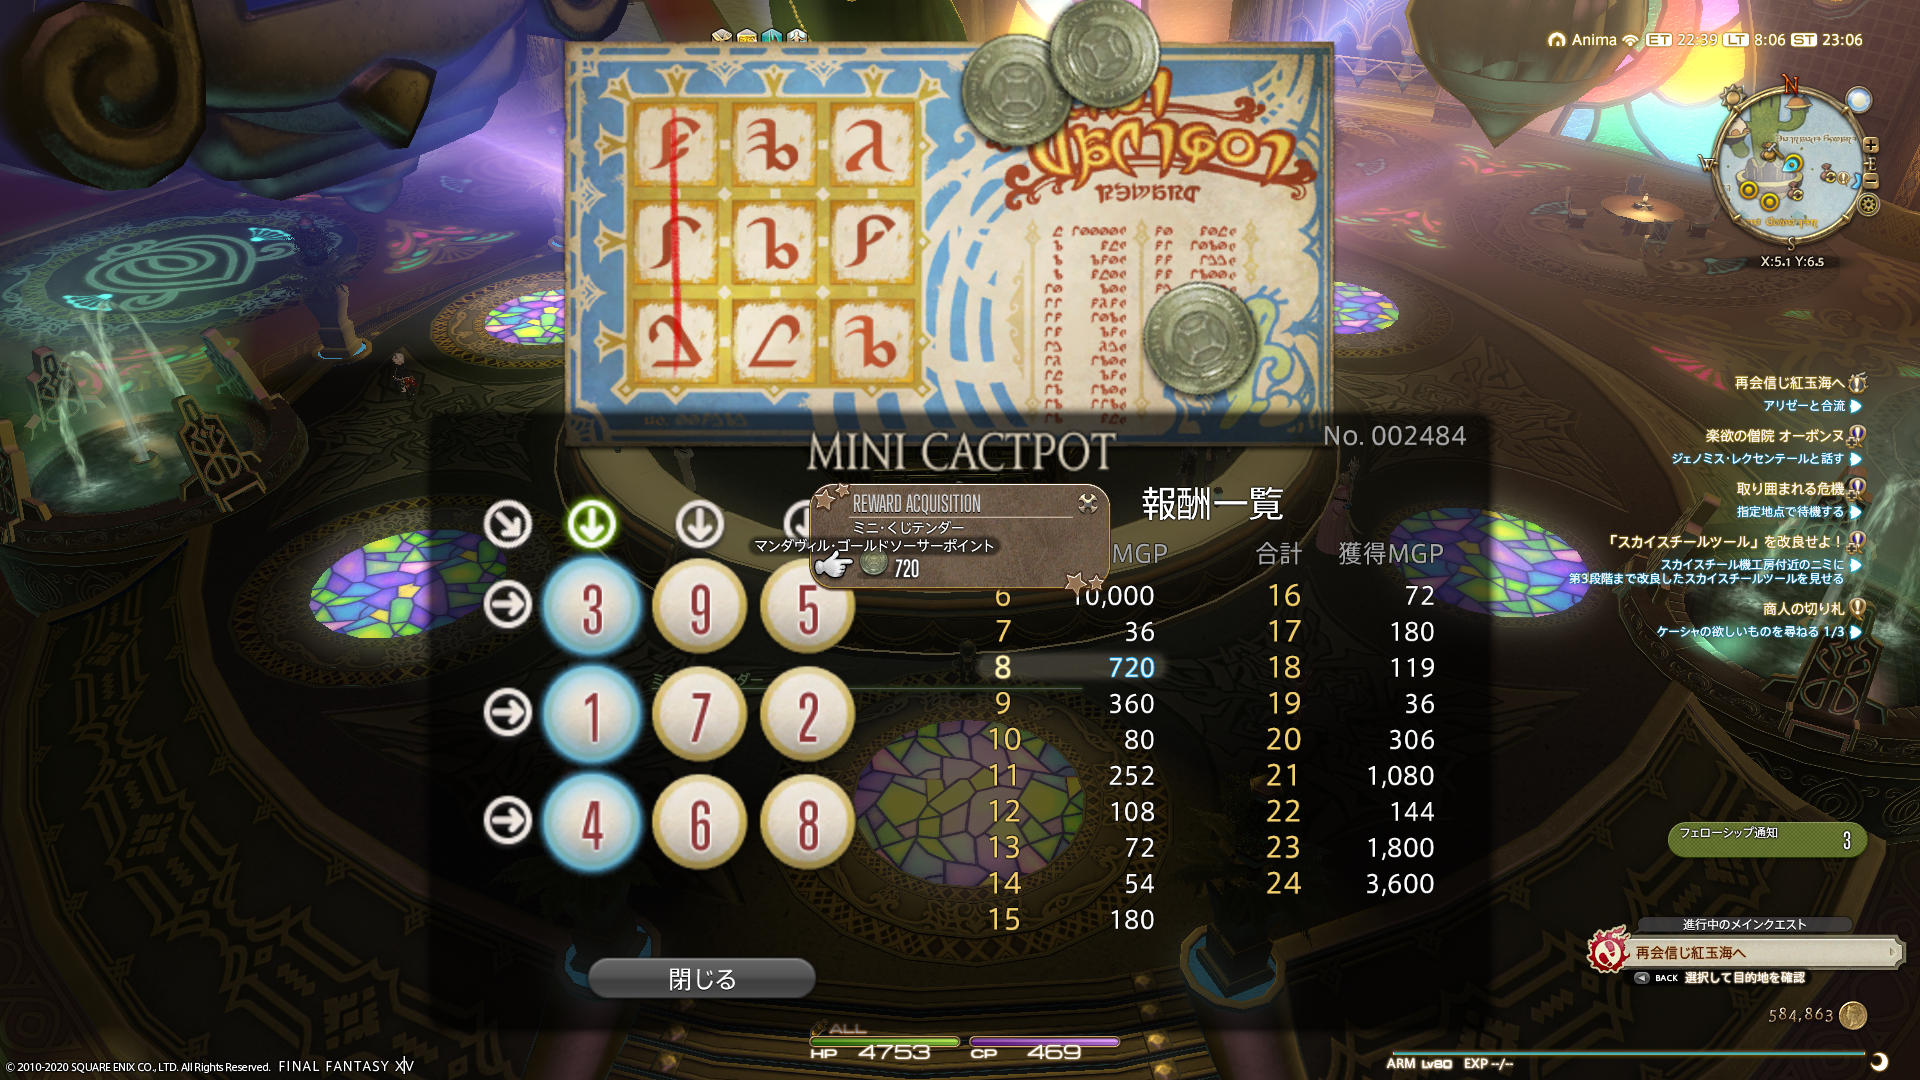 Anima ET 22:39 LT 8:06 ST 23:06
N
W
E
S
X:5.1 Y:6.5
MINI CACTPOT
No. 002484
REWARD ACQUISITION
ミニ・くじテンダー
マンダヴィル・ゴールドソーサーポイント
720
報酬一覧
MGP 合計 獲得MGP
3 9 5
1 7 2
4 6 8
6 10,000 16 72
7 36 17 180
8 720 18 119
9 360 19 36
10 80 20 306
11 252 21 1,080
12 108 22 144
13 72 23 1,800
14 54 24 3,600
15 180
閉じる
再会信じ紅玉海へ
アリゼーと合流
楽欲の僧院 オーボンヌ
ジェノミス・レクセンテールと話す
取り囲まれる危機
指定地点で待機する
「スカイスチールツール」を改良せよ！
スカイスチール機工房付近のニミに
第3段階まで改良したスカイスチールツールを見せる
商人の切り札
ケーシャの欲しいものを尋ねる 1/3
フェローシップ通知 3
進行中のメインクエスト
再会信じ紅玉海へ
BACK 選択して目的地を確認
584,863
ALL
HP 4753 CP 469
ARM Lv80 EXP --/--
© 2010-2020 SQUARE ENIX CO., LTD. All Rights Reserved. FINAL FANTASY XIV